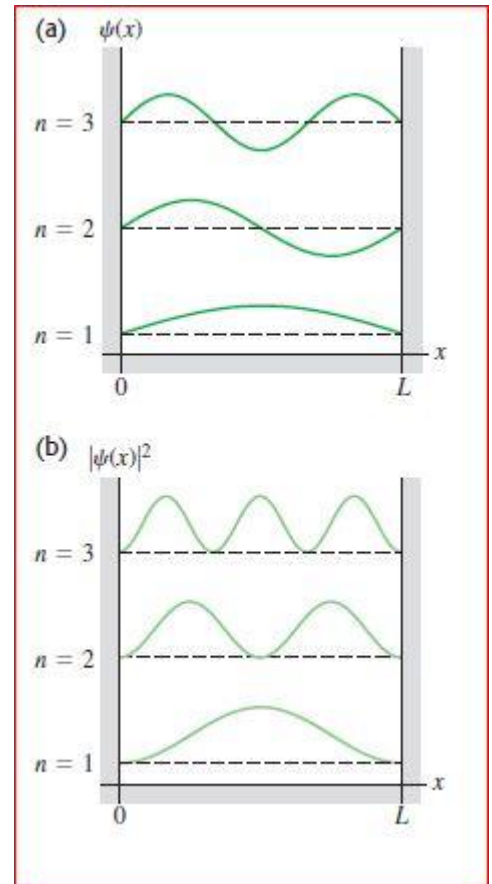 (a) ψ(x)
n = 3
n = 2
n = 1
x
0 L
(b) |ψ(x)|²
n = 3
n = 2
n = 1
x
0 L